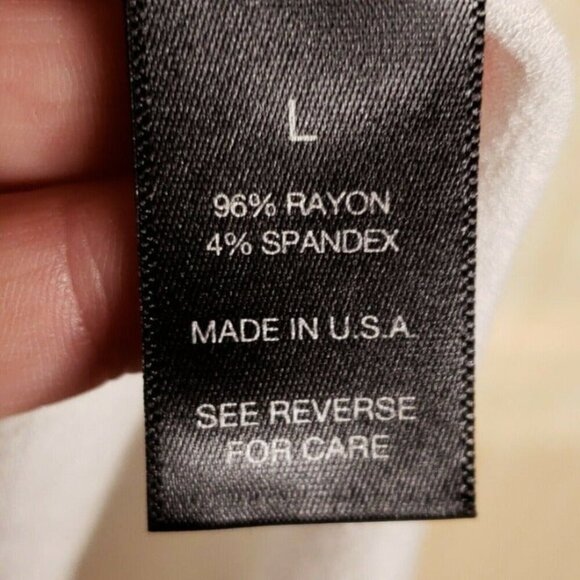 L
96% RAYON
4% SPANDEX
MADE IN U.S.A
SEE REVERSE
FOR CARE